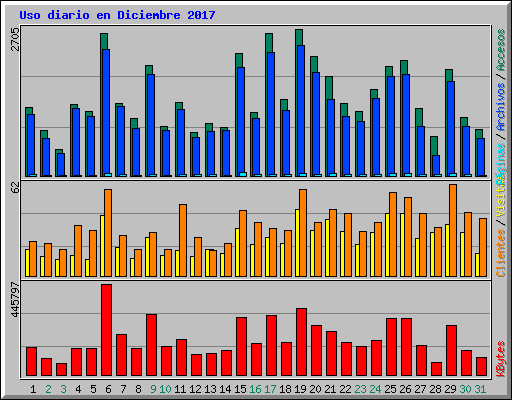 Uso diario en Diciembre 2017
2705
62
445797
Accesos / Archivos / Páginas / Visitas / Clientes
KBytes
1 2 3 4 5 6 7 8 9 10 11 12 13 14 15 16 17 18 19 20 21 22 23 24 25 26 27 28 29 30 31